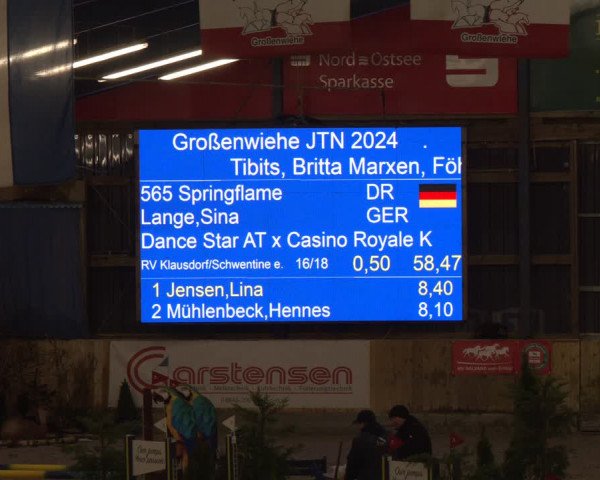 Großenwiehe
Großenwiehe
Nord Ostsee
Sparkasse
Großenwiehe JTN 2024 .
Tibits, Britta Marxen, Föh
565 Springflame DR
Lange,Sina GER
Dance Star AT x Casino Royale K
RV Klausdorf/Schwentine e. 16/18 0,50 58,47
1 Jensen,Lina 8,40
2 Mühlenbeck,Hennes 8,10
Carstensen